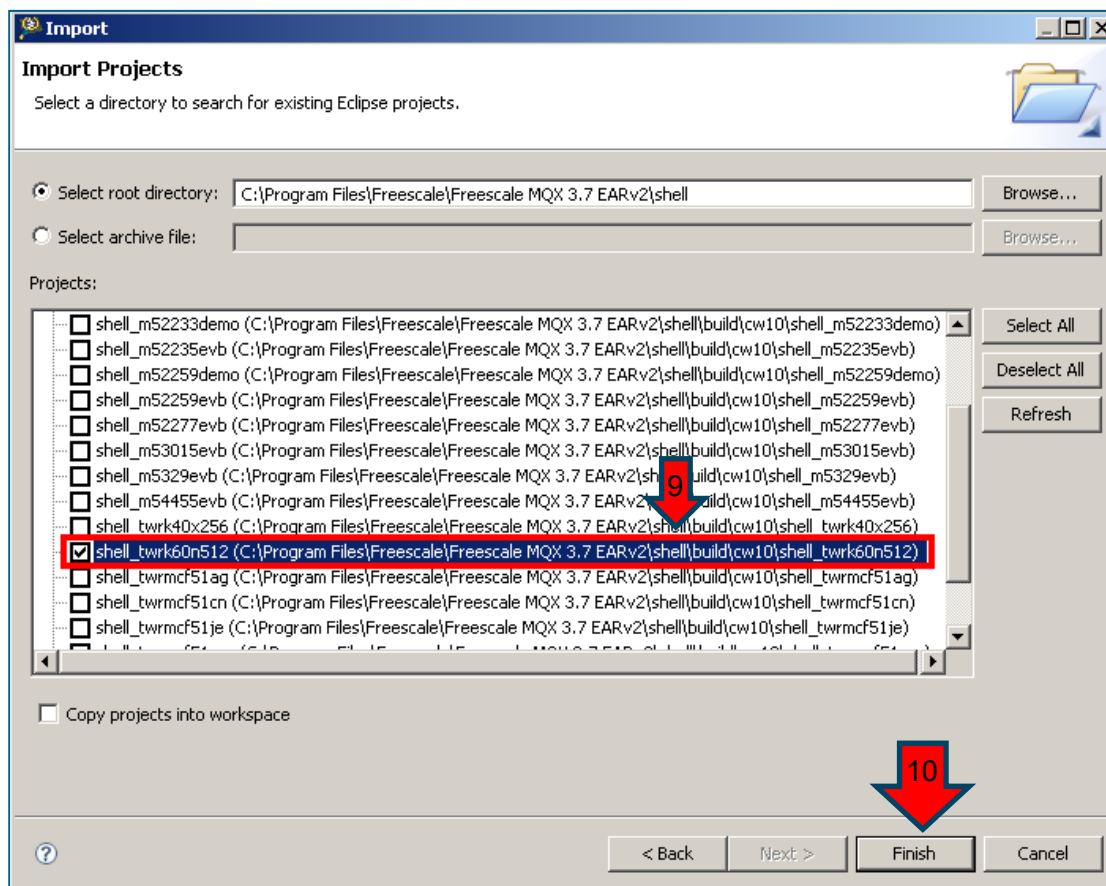 Import
Import Projects
Select a directory to search for existing Eclipse projects.
Select root directory: C:\Program Files\Freescale\Freescale MQX 3.7 EARv2\shell Browse...
Select archive file: Browse...
Projects:
shell_m52233demo (C:\Program Files\Freescale\Freescale MQX 3.7 EARv2\shell\build\cw10\shell_m52233demo) Select All
shell_m52235evb (C:\Program Files\Freescale\Freescale MQX 3.7 EARv2\shell\build\cw10\shell_m52235evb)
shell_m52259demo (C:\Program Files\Freescale\Freescale MQX 3.7 EARv2\shell\build\cw10\shell_m52259demo) Deselect All
shell_m52259evb (C:\Program Files\Freescale\Freescale MQX 3.7 EARv2\shell\build\cw10\shell_m52259evb)
Refresh
shell_m52277evb (C:\Program Files\Freescale\Freescale MQX 3.7 EARv2\shell\build\cw10\shell_m52277evb)
shell_m53015evb (C:\Program Files\Freescale\Freescale MQX 3.7 EARv2\shell\build\cw10\shell_m53015evb)
shell_m5329evb (C:\Program Files\Freescale\Freescale MQX 3.7 EARv2\shell\build\cw10\shell_m5329evb)
9
shell_m54455evb (C:\Program Files\Freescale\Freescale MQX 3.7 EARv2\shell\build\cw10\shell_m54455evb)
shell_twrk40x256 (C:\Program Files\Freescale\Freescale MQX 3.7 EARv2\shell\build\cw10\shell_twrk40x256)
shell_twrk60n512 (C:\Program Files\Freescale\Freescale MQX 3.7 EARv2\shell\build\cw10\shell_twrk60n512)
shell_twrmcf51ag (C:\Program Files\Freescale\Freescale MQX 3.7 EARv2\shell\build\cw10\shell_twrmcf51ag)
shell_twrmcf51cn (C:\Program Files\Freescale\Freescale MQX 3.7 EARv2\shell\build\cw10\shell_twrmcf51cn)
shell_twrmcf51je (C:\Program Files\Freescale\Freescale MQX 3.7 EARv2\shell\build\cw10\shell_twrmcf51je)
Copy projects into workspace
10
< Back Next > Finish Cancel